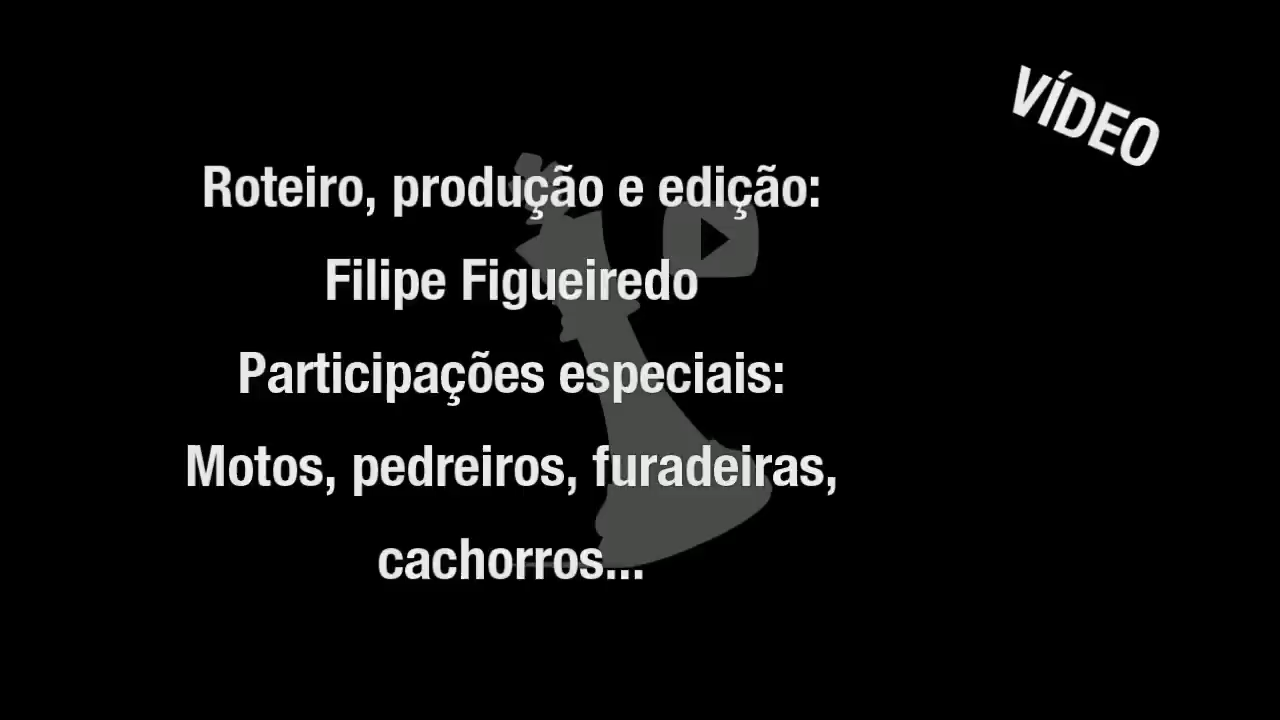 VÍDEO
Roteiro, produção e edição:
Filipe Figueiredo
Participações especiais:
Motos, pedreiros, furadeiras,
cachorros...